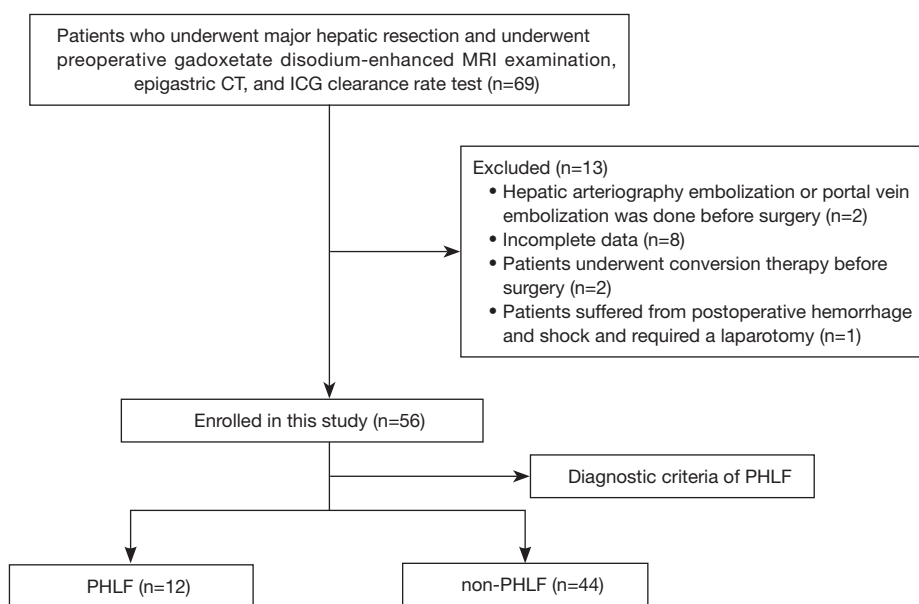 Patients who underwent major hepatic resection and underwent
preoperative gadoxetate disodium-enhanced MRI examination,
epigastric CT, and ICG clearance rate test (n=69)
Excluded (n=13)
• Hepatic arteriography embolization or portal vein
embolization was done before surgery (n=2)
• Incomplete data (n=8)
• Patients underwent conversion therapy before
surgery (n=2)
• Patients suffered from postoperative hemorrhage
and shock and required a laparotomy (n=1)
Enrolled in this study (n=56)
Diagnostic criteria of PHLF
PHLF (n=12)
non-PHLF (n=44)